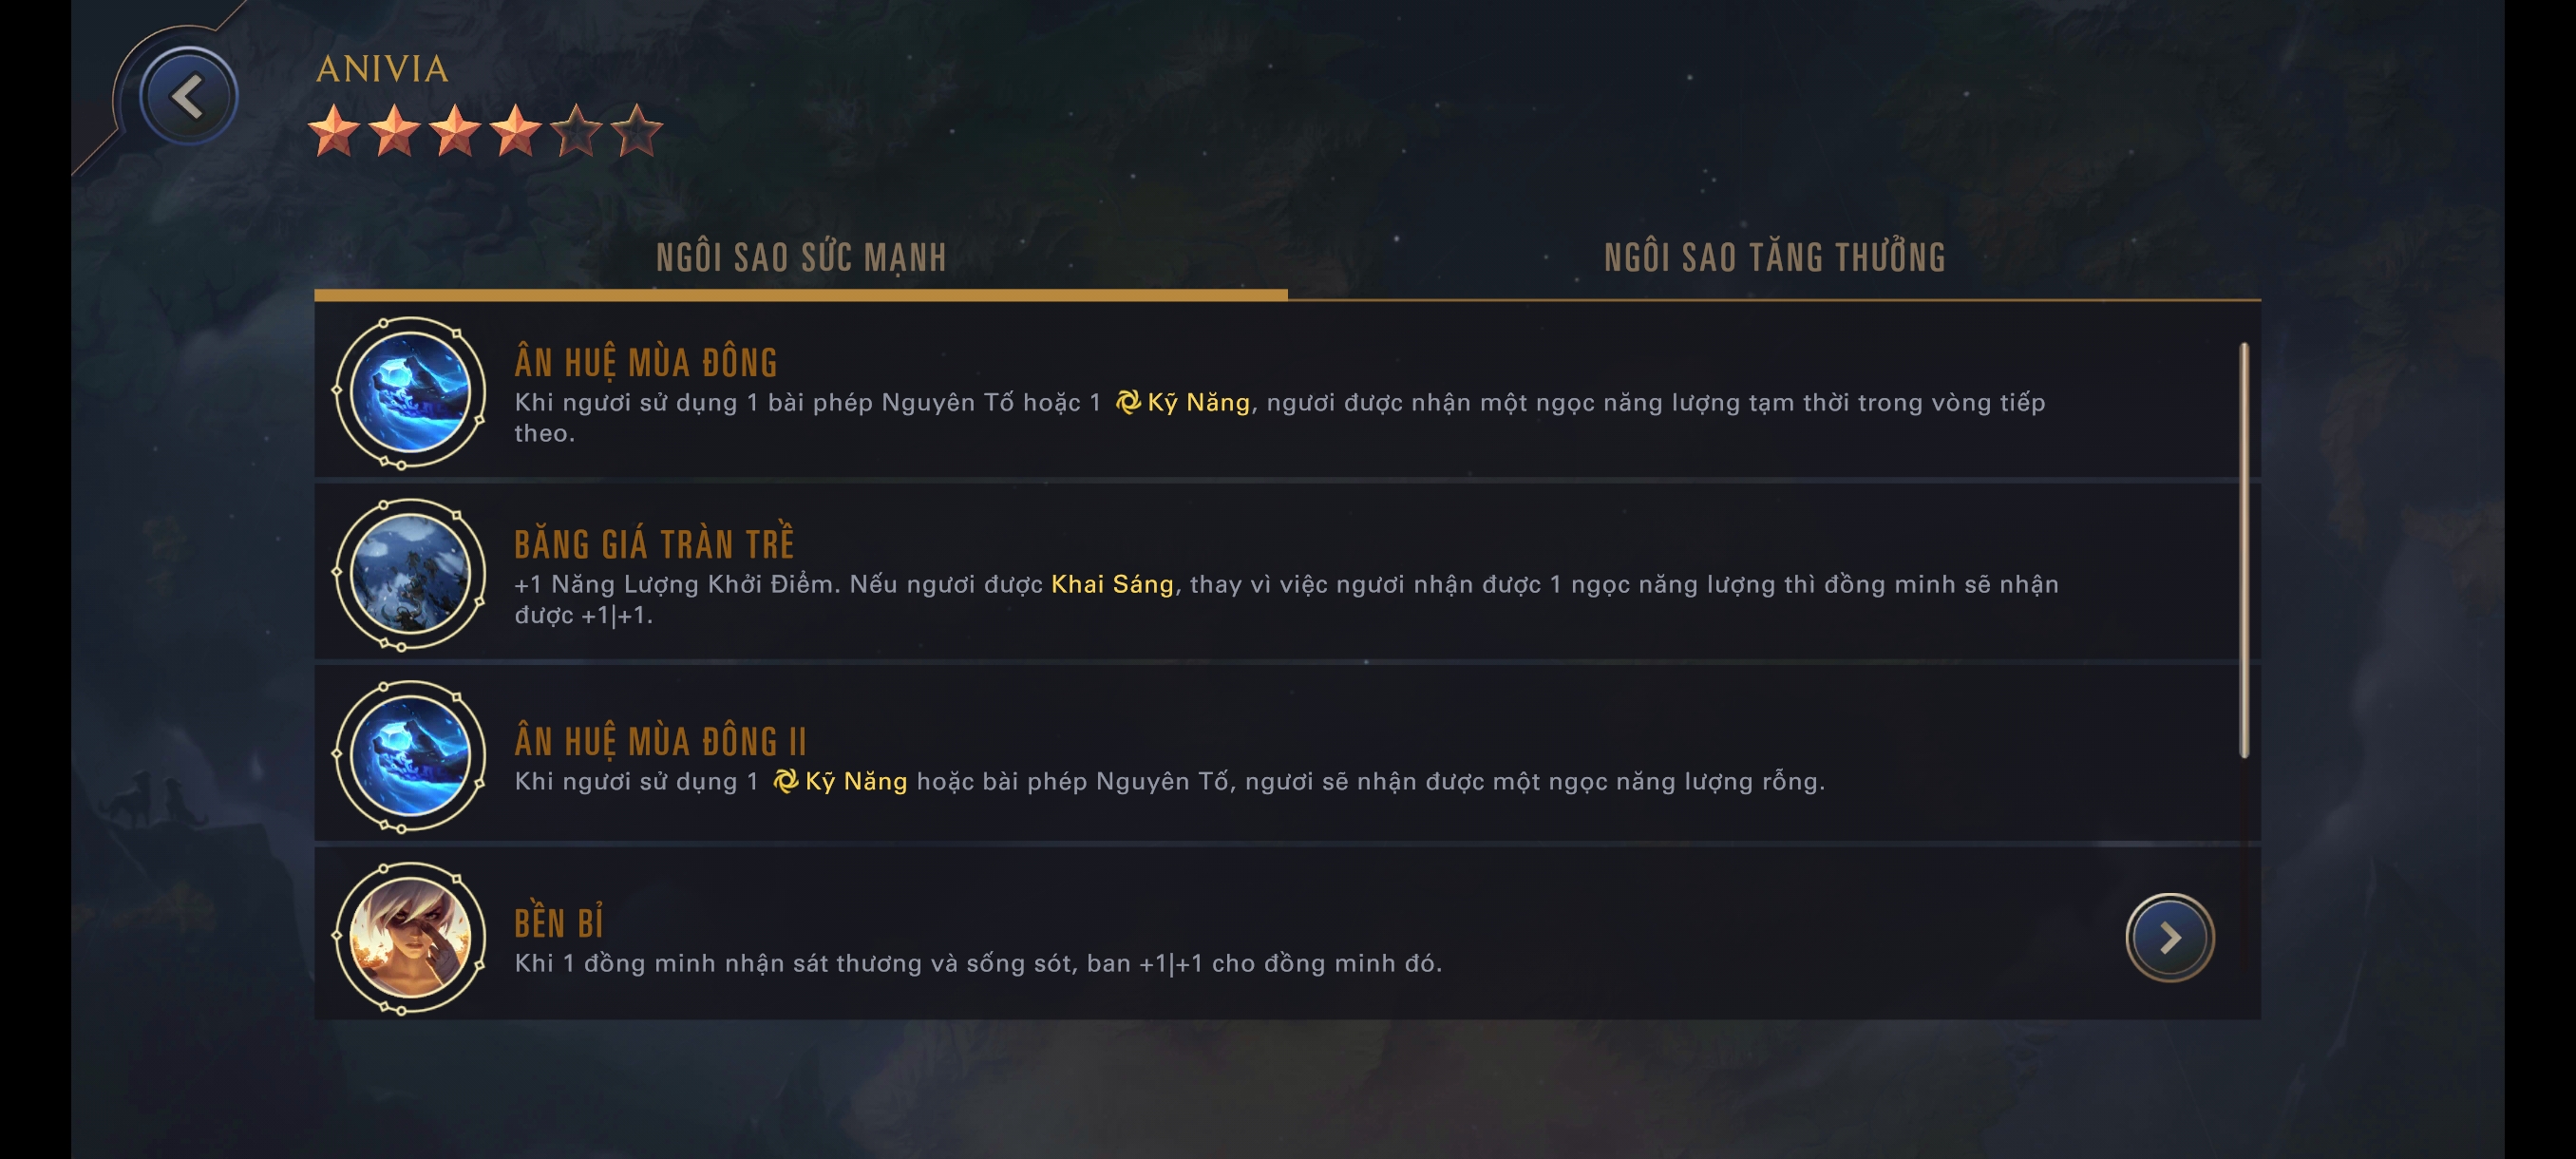 ANIVIA
NGÔI SAO SỨC MẠNH
NGÔI SAO TĂNG THƯỞNG
ÂN HUỆ MÙA ĐÔNG
Khi ngươi sử dụng 1 bài phép Nguyên Tố hoặc 1 Kỹ Năng, ngươi được nhận một ngọc năng lượng tạm thời trong vòng tiếp
theo.
BĂNG GIÁ TRÀN TRỀ
+1 Năng Lượng Khởi Điểm. Nếu ngươi được Khai Sáng, thay vì việc ngươi nhận được 1 ngọc năng lượng thì đồng minh sẽ nhận
được +1|+1.
ÂN HUỆ MÙA ĐÔNG II
Khi ngươi sử dụng 1 Kỹ Năng hoặc bài phép Nguyên Tố, ngươi sẽ nhận được một ngọc năng lượng rỗng.
BỀN BỈ
Khi 1 đồng minh nhận sát thương và sống sót, ban +1|+1 cho đồng minh đó.